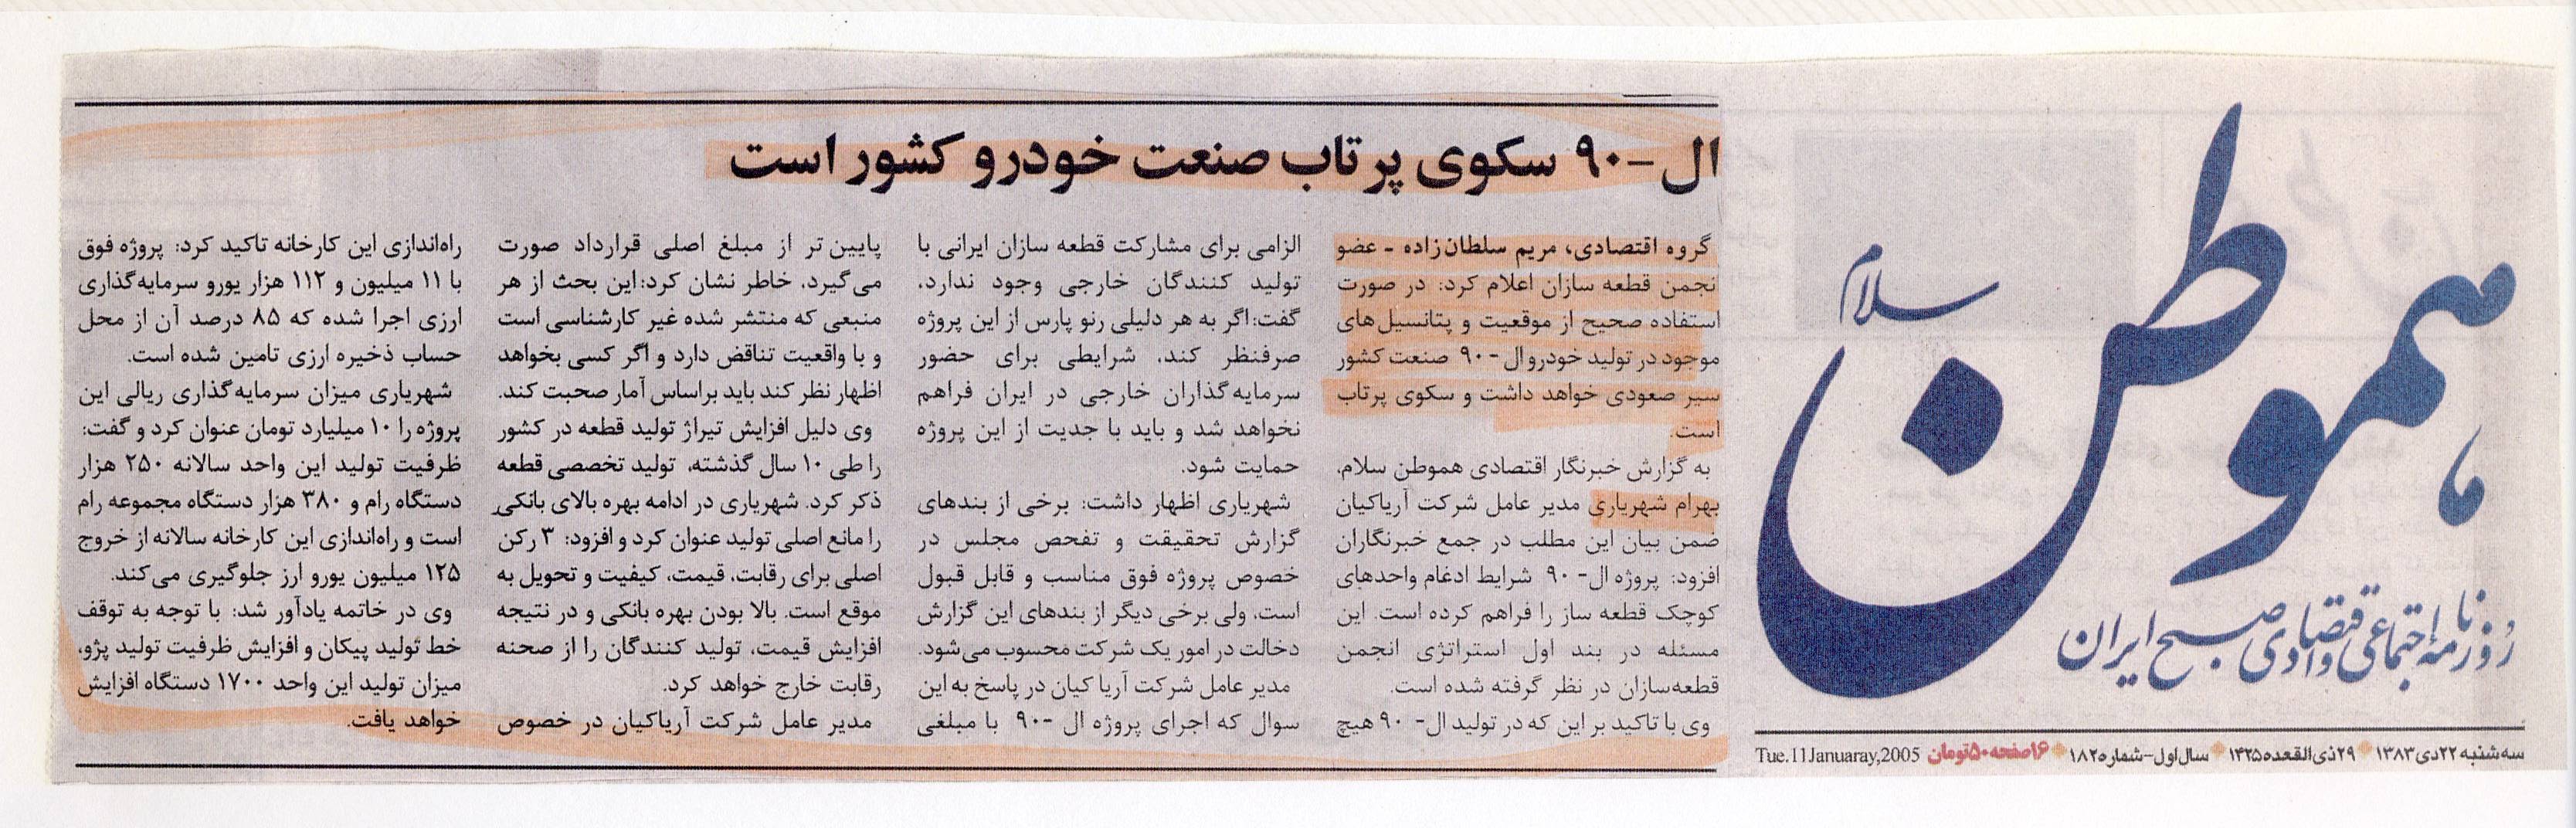 هموطن
سلام
روزنامه اجتماعی و اقتصادی صبح ایران
سه‌شنبه ۲۲دی ۱۳۸۳ ۲۹ذی‌القعده۱۴۲۵ سال‌اول-شماره۱۸۲ ۱۶صفحه۵۰تومان Tue.11Januaray,2005
ال -۹۰ سکوی پرتاب صنعت خودرو کشور است
گروه اقتصادی، مریم سلطان‌زاده - عضو
نجمن قطعه سازان اعلام کرد: در صورت
استفاده صحیح از موقعیت و پتانسیل‌های
موجود در تولید خودرو ال - ۹۰ صنعت کشور
سیر صعودی خواهد داشت و سکوی پرتاب
است.
به گزارش خبرنگار اقتصادی هموطن سلام،
بهرام شهریاری مدیر عامل شرکت آریاکیان
ضمن بیان این مطلب در جمع خبرنگاران
افزود: پروژه ال- ۹۰ شرایط ادغام واحدهای
کوچک قطعه ساز را فراهم کرده است. این
مسئله در بند اول استراتژی انجمن
قطعه‌سازان در نظر گرفته شده است.
وی با تاکید بر این که در تولید ال- ۹۰ هیچ
الزامی برای مشارکت قطعه سازان ایرانی با
تولید کنندگان خارجی وجود ندارد،
گفت: اگر به هر دلیلی رنو پارس از این پروژه
صرفنظر کند، شرایطی برای حضور
سرمایه‌گذاران خارجی در ایران فراهم
نخواهد شد و باید با جدیت از این پروژه
حمایت شود.
شهریاری اظهار داشت: برخی از بندهای
گزارش تحقیقت و تفحص مجلس در
خصوص پروژه فوق مناسب و قابل قبول
است، ولی برخی دیگر از بندهای این گزارش
دخالت در امور یک شرکت محسوب می‌شود.
مدیر عامل شرکت آریا کیان در پاسخ به این
سوال که اجرای پروژه ال -۹۰ با مبلغی
پایین تر از مبلغ اصلی قرارداد صورت
می‌گیرد، خاطر نشان کرد: این بحث از هر
منبعی که منتشر شده غیر کارشناسی است
و با واقعیت تناقض دارد و اگر کسی بخواهد
اظهار نظر کند باید براساس آمار صحبت کند.
وی دلیل افزایش تیراژ تولید قطعه در کشور
را طی ۱۰ سال گذشته، تولید تخصصی قطعه
ذکر کرد. شهریاری در ادامه بهره بالای بانکی
را مانع اصلی تولید عنوان کرد و افزود: ۳ رکن
اصلی برای رقابت، قیمت، کیفیت و تحویل به
موقع است. بالا بودن بهره بانکی و در نتیجه
افزایش قیمت، تولید کنندگان را از صحنه
رقابت خارج خواهد کرد.
مدیر عامل شرکت آریاکیان در خصوص
راه‌اندازی این کارخانه تاکید کرد: پروژه فوق
با ۱۱ میلیون و ۱۱۲ هزار یورو سرمایه‌گذاری
ارزی اجرا شده که ۸۵ درصد آن از محل
حساب ذخیره ارزی تامین شده است.
شهریاری میزان سرمایه‌گذاری ریالی این
پروژه را ۱۰ میلیارد تومان عنوان کرد و گفت:
ظرفیت تولید این واحد سالانه ۲۵۰ هزار
دستگاه رام و ۳۸۰ هزار دستگاه مجموعه رام
است و راه‌اندازی این کارخانه سالانه از خروج
۱۲۵ میلیون یورو ارز جلوگیری می‌کند.
وی در خاتمه یادآور شد: با توجه به توقف
خط تولید پیکان و افزایش ظرفیت تولید پژو،
میزان تولید این واحد ۱۷۰۰ دستگاه افزایش
خواهد یافت.